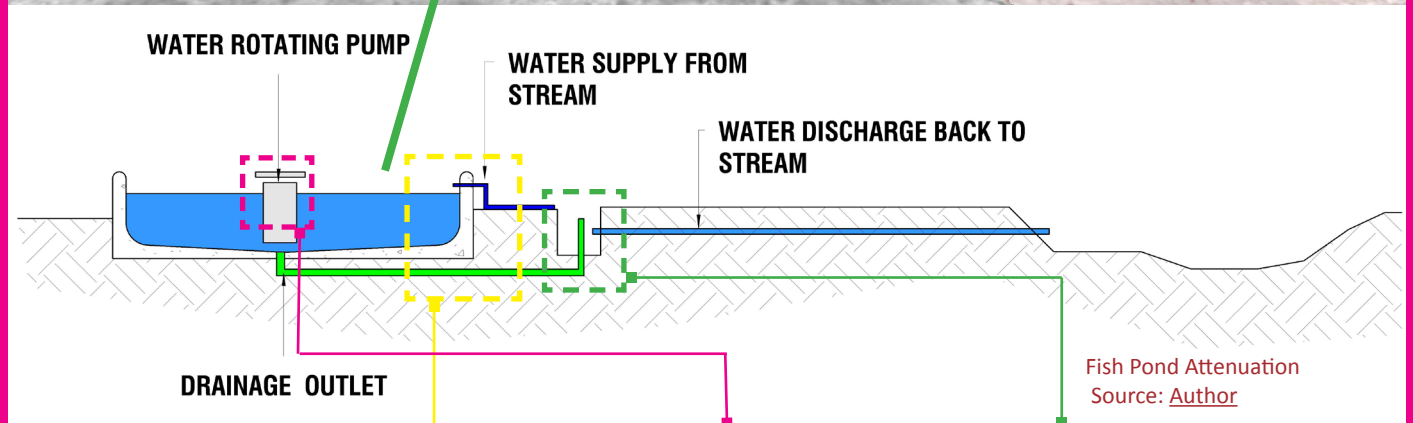 WATER ROTATING PUMP
WATER SUPPLY FROM
STREAM
WATER DISCHARGE BACK TO
STREAM
DRAINAGE OUTLET
Fish Pond Attenuation
Source: Author